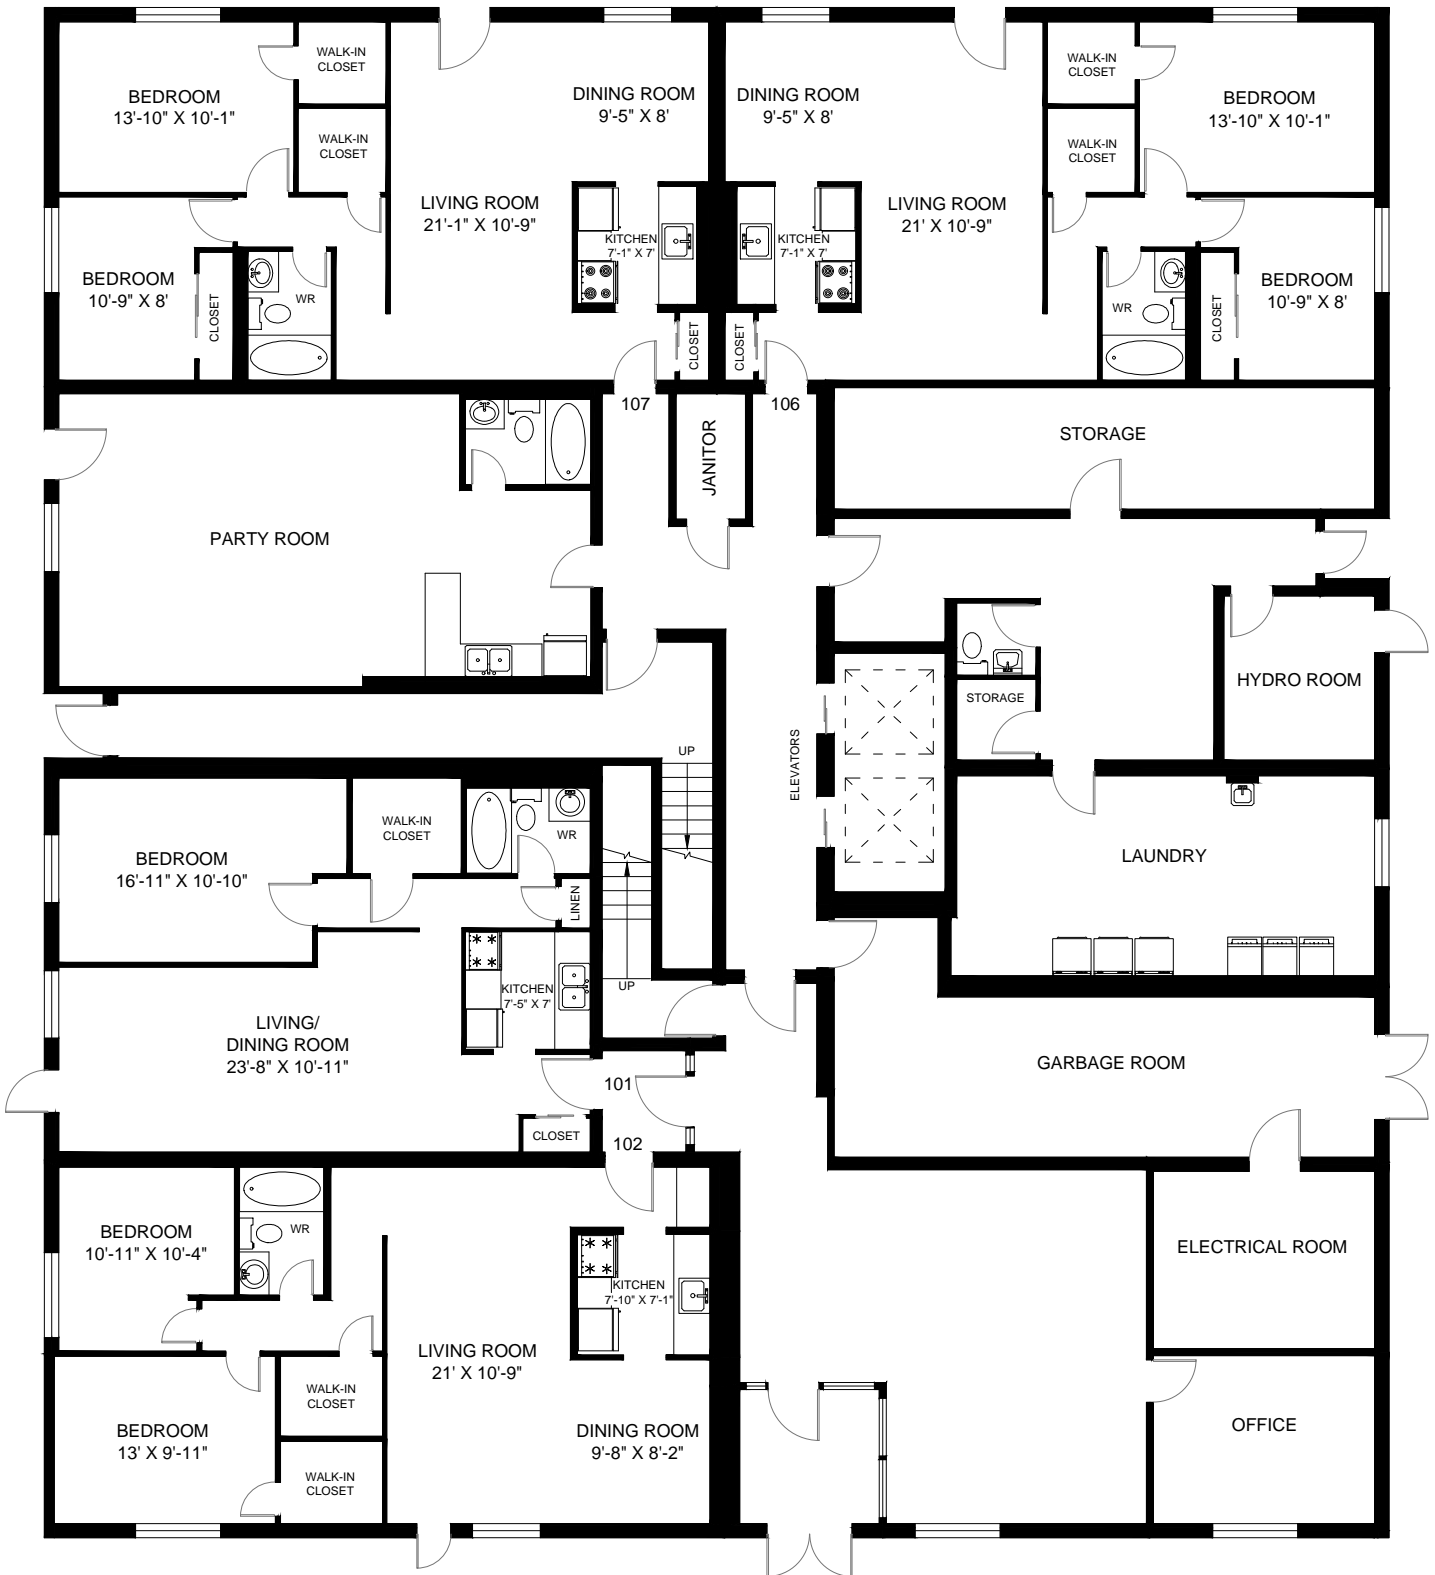 BEDROOM
13'-10" X 10'-1"
WALK-IN
CLOSET
WALK-IN
CLOSET
DINING ROOM
9'-5" X 8'
LIVING ROOM
21'-1" X 10'-9"
KITCHEN
7'-1" X 7'
BEDROOM
10'-9" X 8'
CLOSET
WR
CLOSET
DINING ROOM
9'-5" X 8'
WALK-IN
CLOSET
WALK-IN
CLOSET
BEDROOM
13'-10" X 10'-1"
LIVING ROOM
21' X 10'-9"
KITCHEN
7'-1" X 7'
WR
CLOSET
BEDROOM
10'-9" X 8'
CLOSET
107
106
JANITOR
STORAGE
PARTY ROOM
HYDRO ROOM
STORAGE
ELEVATORS
UP
LAUNDRY
BEDROOM
16'-11" X 10'-10"
WALK-IN
CLOSET
WR
LINEN
KITCHEN
7'-5" X 7'
UP
LIVING/
DINING ROOM
23'-8" X 10'-11"
101
CLOSET
102
GARBAGE ROOM
BEDROOM
10'-11" X 10'-4"
WR
KITCHEN
7'-10" X 7'-1"
ELECTRICAL ROOM
LIVING ROOM
21' X 10'-9"
WALK-IN
CLOSET
BEDROOM
13' X 9'-11"
DINING ROOM
9'-8" X 8'-2"
WALK-IN
CLOSET
OFFICE